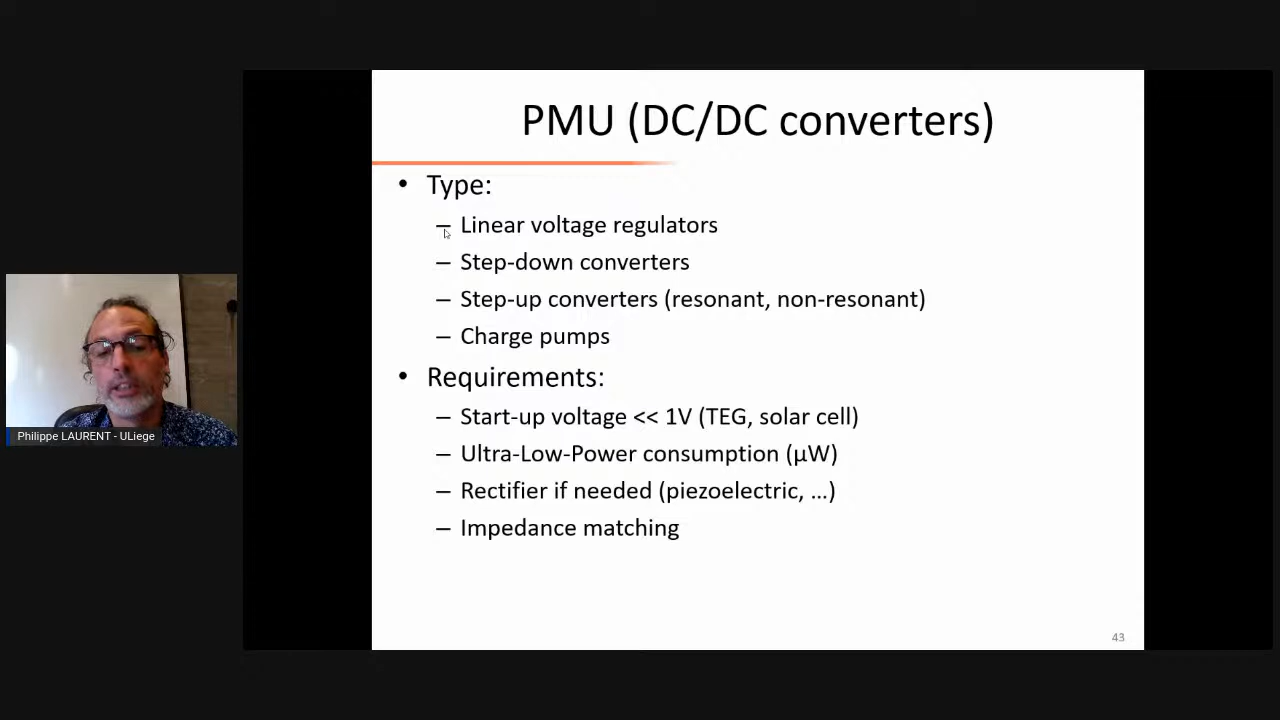 PMU (DC/DC converters)
• Type:
– Linear voltage regulators
– Step-down converters
– Step-up converters (resonant, non-resonant)
– Charge pumps
• Requirements:
– Start-up voltage << 1V (TEG, solar cell)
– Ultra-Low-Power consumption (µW)
– Rectifier if needed (piezoelectric, ...)
– Impedance matching
43
Philippe LAURENT - ULiege